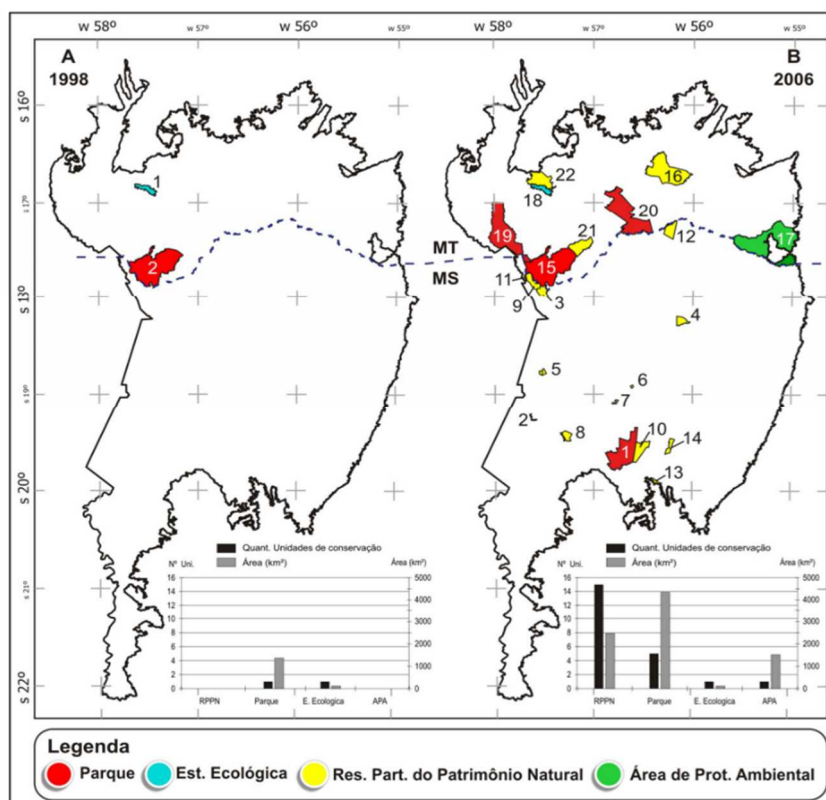 w 58º w 57º w 56º w 55º w 58º w 57º w 56º w 55º
A
1998
B
2006
s 16º
1
22
18
16
s 17º
19
20
21
12
17
2
MT
MS
15
11
9
3
s 13º
4
5
6
7
s 19º
2
8
1
10
14
13
s 20º
Quant. Unidades de conservação
Área (km²)
Nº Uni.
Área (km²)
16
14
12
10
8
6
4
2
0
5000
4000
3000
2000
1000
0
RPPN Parque E. Ecologica APA
Quant. Unidades de conservação
Área (km²)
Nº Uni.
Área (km²)
16
14
12
10
8
6
4
2
0
5000
4000
3000
2000
1000
0
RPPN Parque E. Ecologica APA
s 21º
s 22º
Legenda
Parque Est. Ecológica Res. Part. do Patrimônio Natural Área de Prot. Ambiental